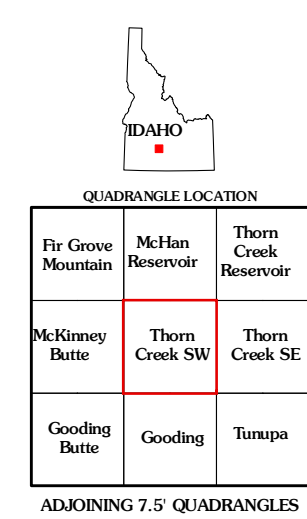 IDAHO
QUADRANGLE LOCATION
Fir Grove
Mountain
McHan
Reservoir
Thorn
Creek
Reservoir
McKinney
Butte
Thorn
Creek SW
Thorn
Creek SE
Gooding
Butte
Gooding
Tunupa
ADJOINING 7.5' QUADRANGLES